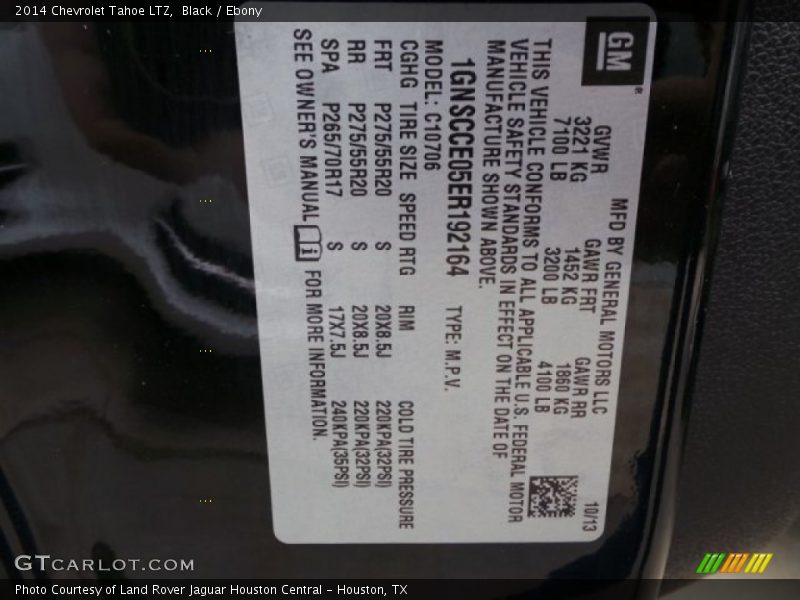 2014 Chevrolet Tahoe LTZ, Black / Ebony
GM®
MFD BY GENERAL MOTORS LLC 10/13
GVWR GAWR FRT GAWR RR
3221 KG 1452 KG 1860 KG
7100 LB 3200 LB 4100 LB
THIS VEHICLE CONFORMS TO ALL APPLICABLE U.S. FEDERAL MOTOR
VEHICLE SAFETY STANDARDS IN EFFECT ON THE DATE OF
MANUFACTURE SHOWN ABOVE.
1GNSCCE05ER192164 TYPE: M.P.V.
MODEL: C10706
CGHG TIRE SIZE SPEED RTG RIM COLD TIRE PRESSURE
FRT P275/55R20 S 20X8.5J 220KPA(32PSI)
RR P275/55R20 S 20X8.5J 220KPA(32PSI)
SPA P265/70R17 S 17X7.5J 240KPA(35PSI)
SEE OWNER'S MANUAL i FOR MORE INFORMATION.
GTCARLOT.COM
Photo Courtesy of Land Rover Jaguar Houston Central - Houston, TX